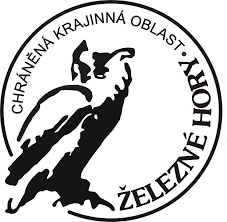 CHRÁNĚNÁ KRAJINNÁ OBLAST·
ŽELEZNÉ HORY·